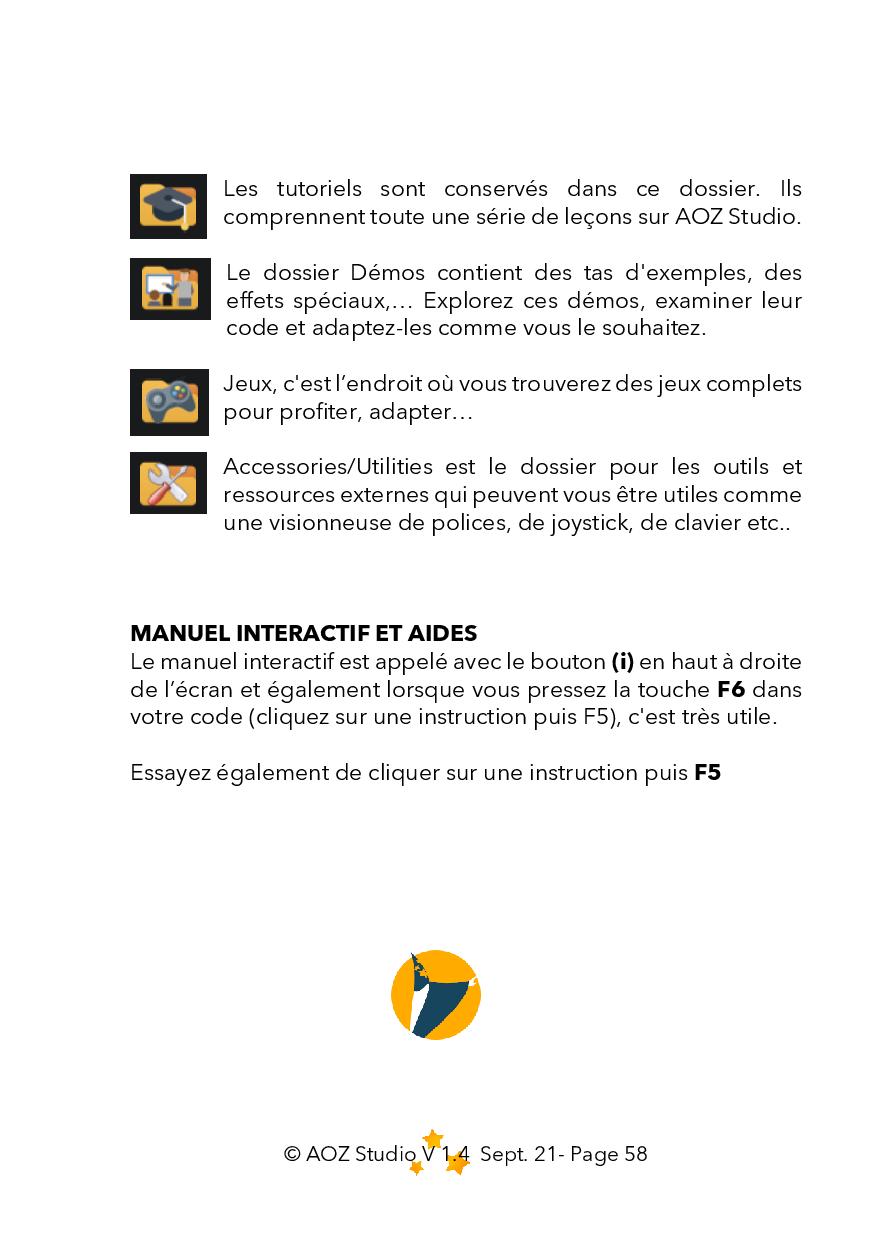 Les tutoriels sont conservés dans ce dossier. Ils
comprennent toute une série de leçons sur AOZ Studio.
Le dossier Démos contient des tas d'exemples, des
effets spéciaux,… Explorez ces démos, examiner leur
code et adaptez-les comme vous le souhaitez.
Jeux, c'est l’endroit où vous trouverez des jeux complets
pour profiter, adapter…
Accessories/Utilities est le dossier pour les outils et
ressources externes qui peuvent vous être utiles comme
une visionneuse de polices, de joystick, de clavier etc..
MANUEL INTERACTIF ET AIDES
Le manuel interactif est appelé avec le bouton (i) en haut à droite
de l’écran et également lorsque vous pressez la touche F6 dans
votre code (cliquez sur une instruction puis F5), c'est très utile.
Essayez également de cliquer sur une instruction puis F5
© AOZ Studio V 1.4 Sept. 21- Page 58